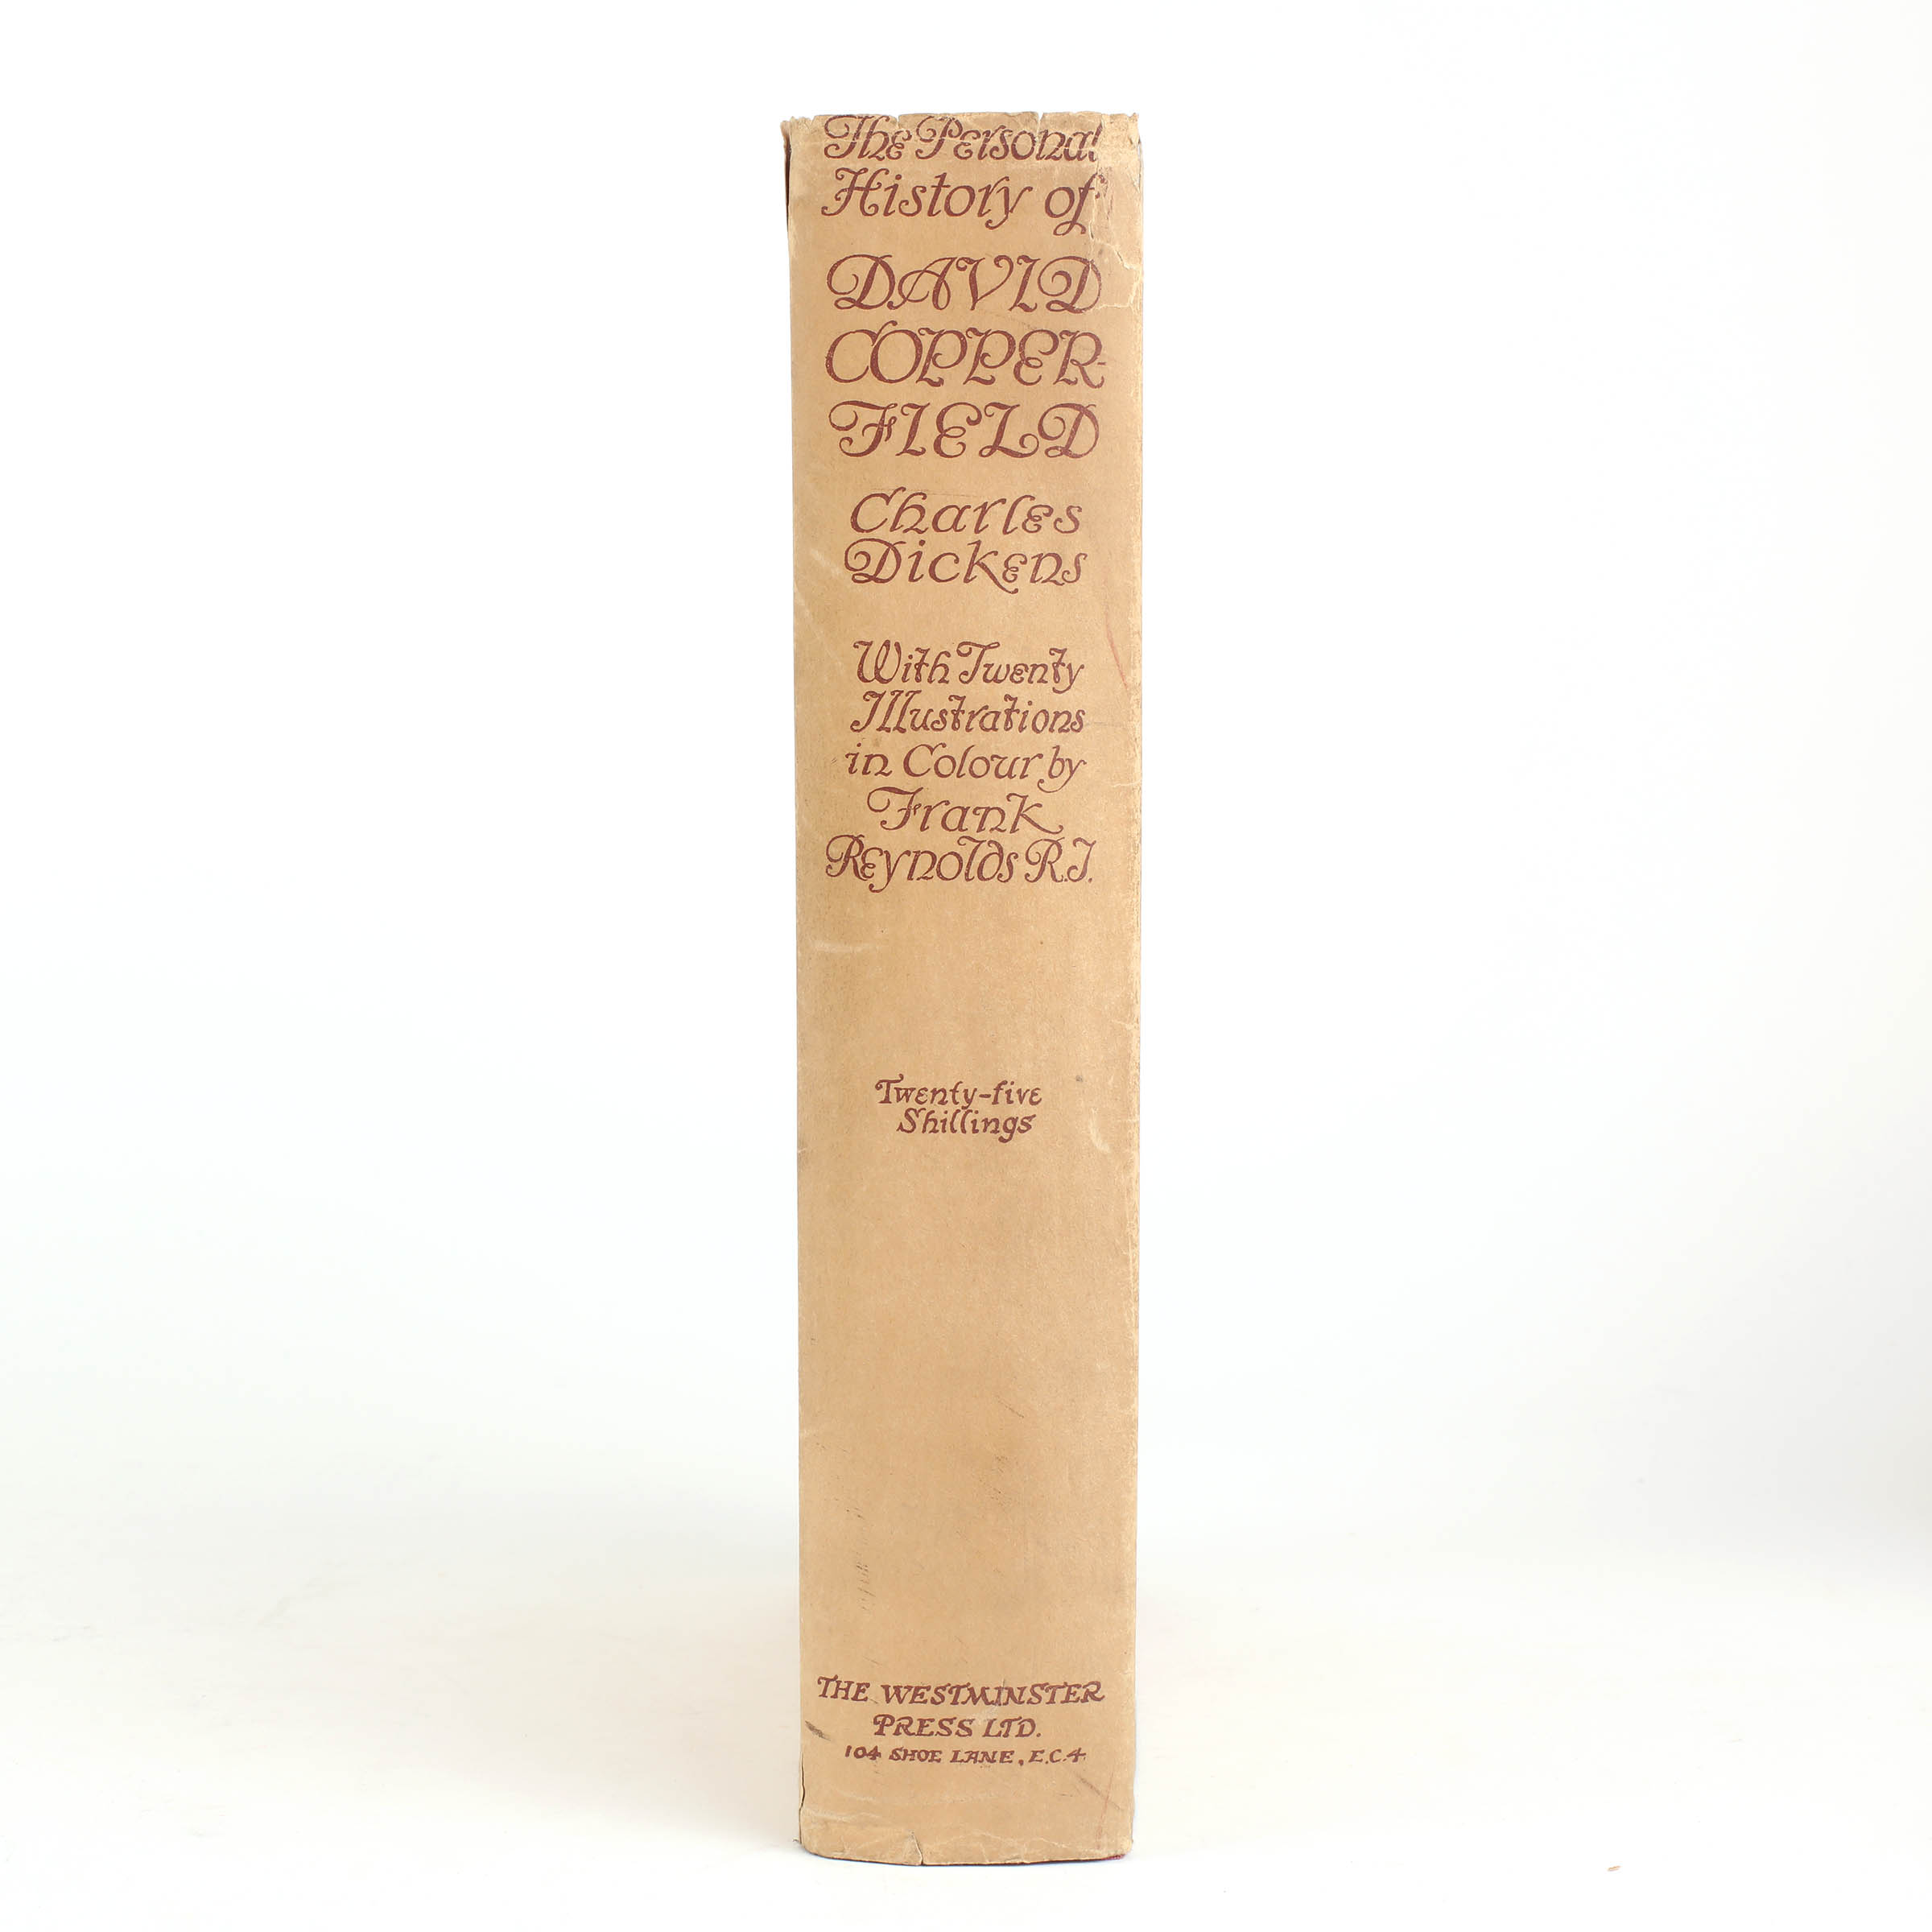 The Personal
History of
DAVID
COPPER-
FIELD
Charles
Dickens
With Twenty
Illustrations
in Colour by
Frank
Reynolds R.I.
Twenty-five
Shillings
THE WESTMINSTER
PRESS LTD.
104 SHOE LANE, E.C.4